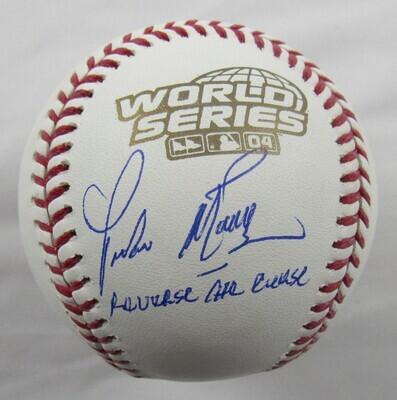 WORLD
SERIES
04
REVERSE THE CURSE